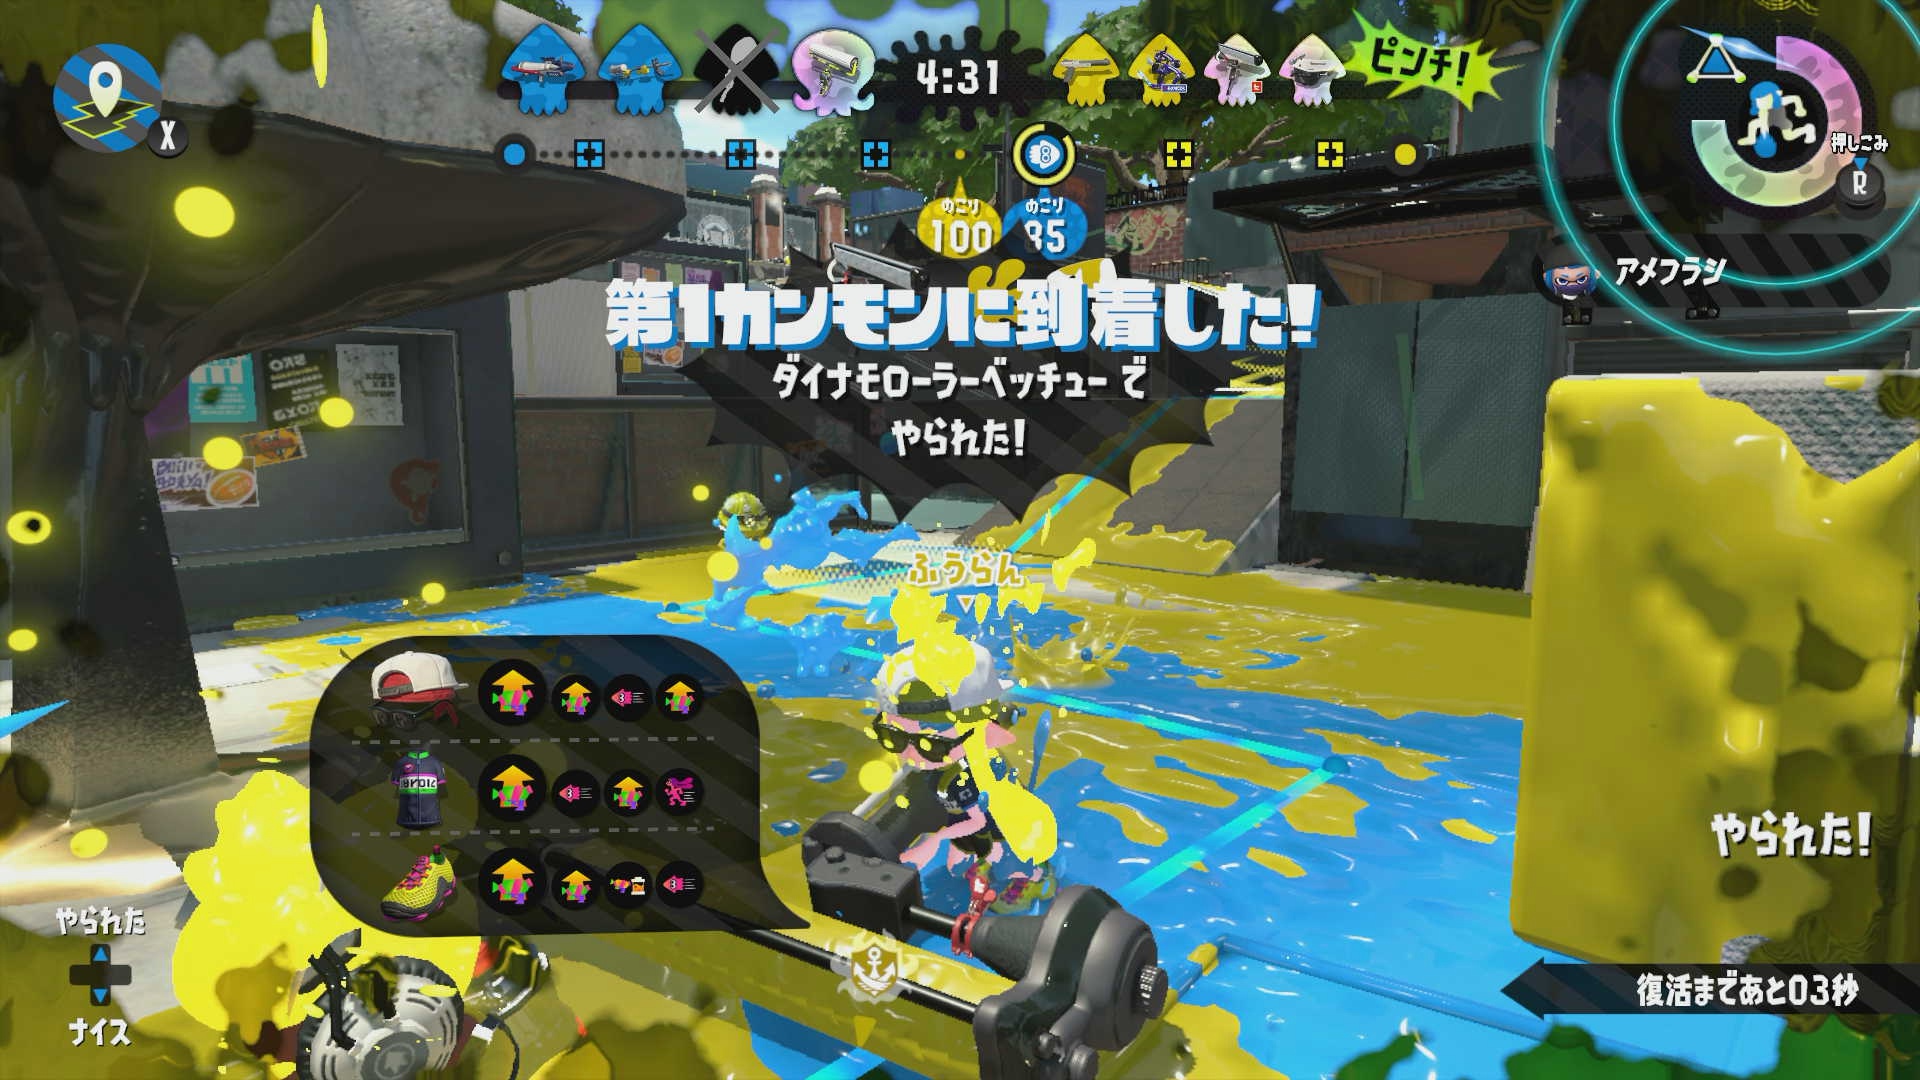 4:31
ピンチ!
X
押しこみ
R
8
のこり
100
のこり
85
アメフラシ
第1カンモンに到着した!
ダイナモローラーベッチュー で
やられた!
ふうらん
やられた!
やられた
ナイス
復活まであと03秒